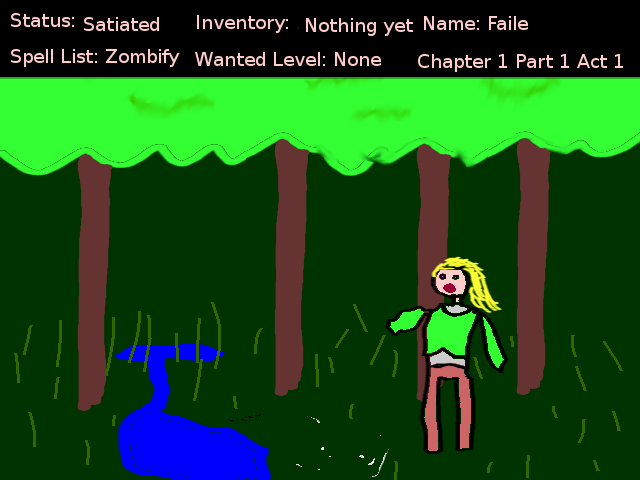 Status: Satiated Inventory: Nothing yet Name: Faile
Spell List: Zombify Wanted Level: None Chapter 1 Part 1 Act 1